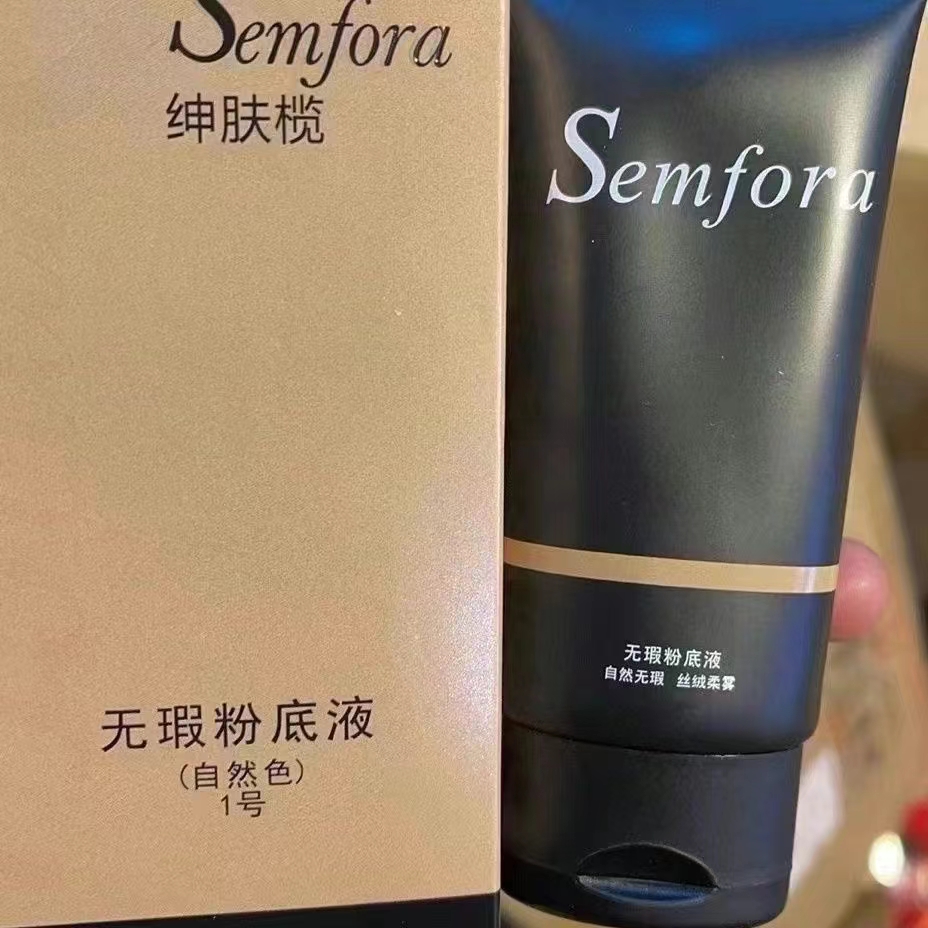 Semfora
绅肤榄
无瑕粉底液
(自然色)
1号
Semfora
无瑕粉底液
自然无瑕 丝绒柔雾